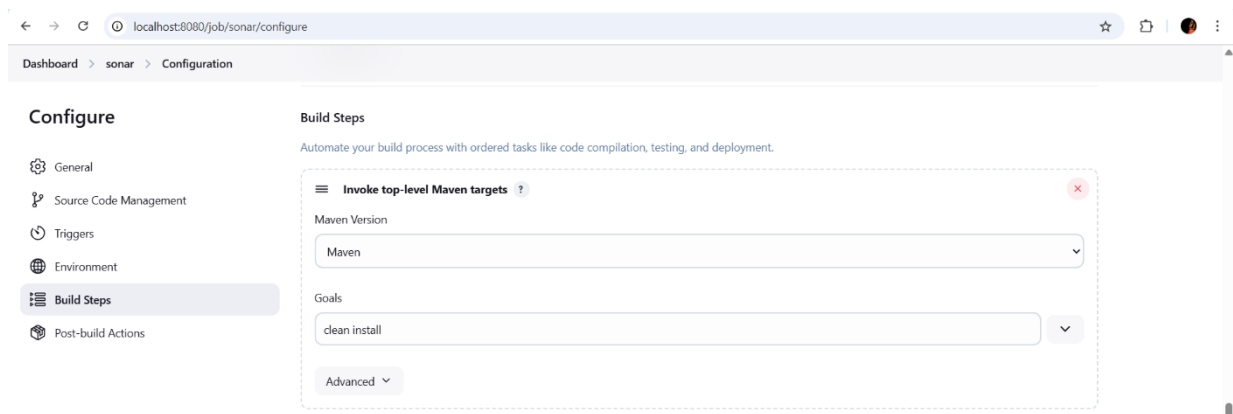 localhost:8080/job/sonar/configure
Dashboard > sonar > Configuration
Configure
General
Source Code Management
Triggers
Environment
Build Steps
Post-build Actions
Build Steps
Automate your build process with ordered tasks like code compilation, testing, and deployment.
Invoke top-level Maven targets ?
Maven Version
Maven
Goals
clean install
Advanced